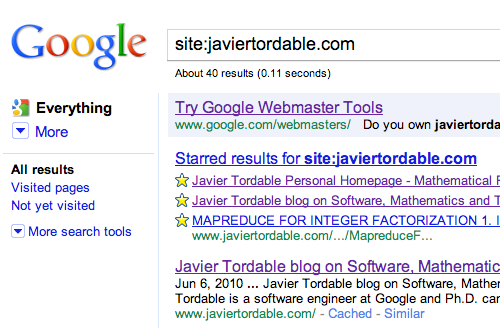 Google
site:javiertordable.com
About 40 results (0.11 seconds)
Everything
More
All results
Visited pages
Not yet visited
More search tools
Try Google Webmaster Tools
www.google.com/webmasters/ Do you own javiertorda
Starred results for site:javiertordable.com
Javier Tordable Personal Homepage - Mathematical
Javier Tordable blog on Software, Mathematics and T
MAPREDUCE FOR INTEGER FACTORIZATION 1. I
www.javiertordable.com/.../MapreduceF...
Javier Tordable blog on Software, Mathematic
Jun 6, 2010 ... Javier Tordable blog on Software, Mathemati
Tordable is a software engineer at Google and Ph.D. can
www.javiertordable.com/ - Cached - Similar